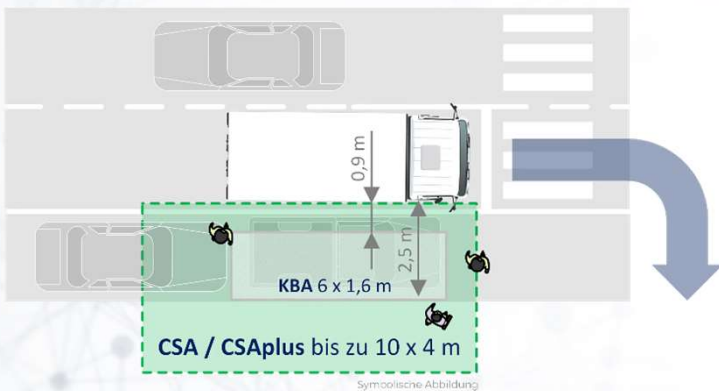 0,9 m
2,5 m
KBA 6 x 1,6 m
CSA / CSAplus bis zu 10 x 4 m
Symbolische Abbildung